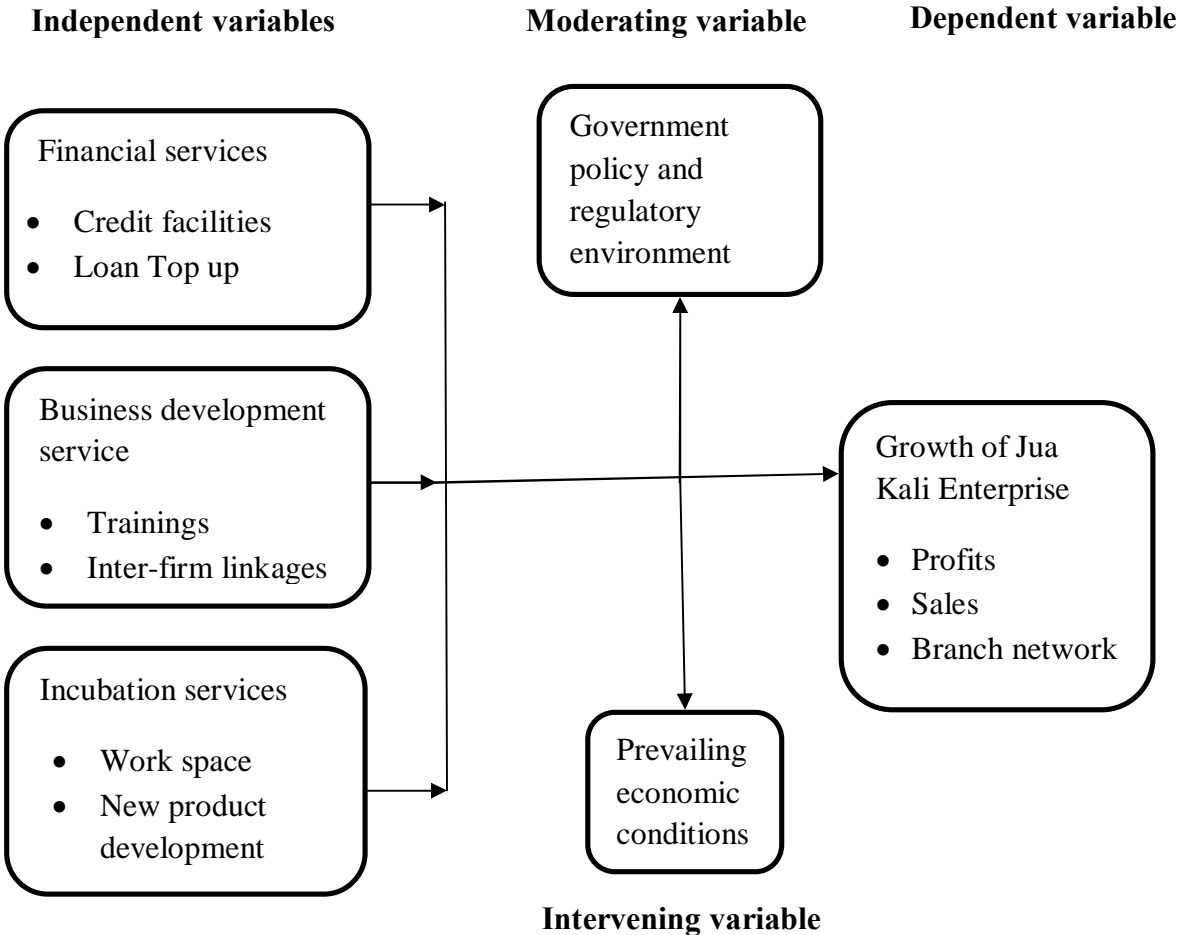 Independent variables
Moderating variable
Dependent variable
Financial services
• Credit facilities
• Loan Top up
Business development
service
• Trainings
• Inter-firm linkages
Incubation services
• Work space
• New product
development
Government
policy and
regulatory
environment
Prevailing
economic
conditions
Intervening variable
Growth of Jua
Kali Enterprise
• Profits
• Sales
• Branch network